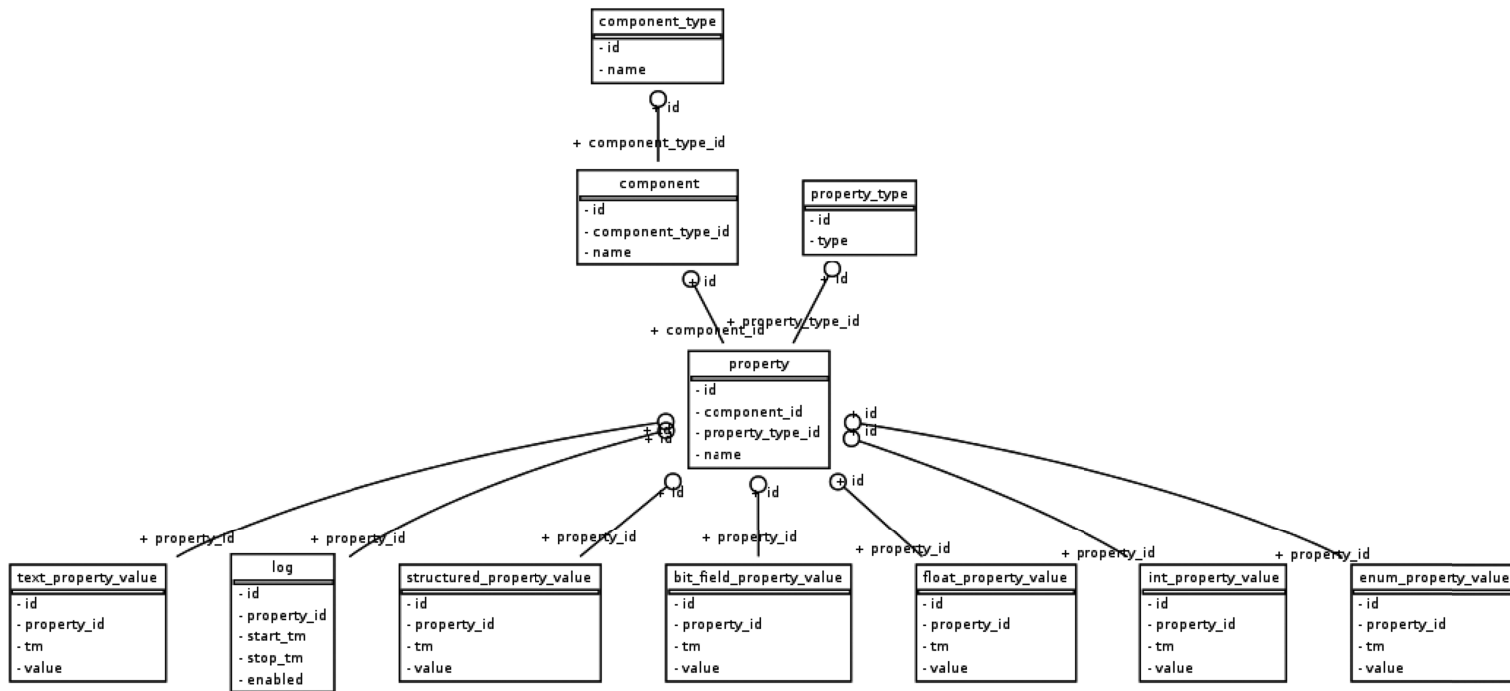 component_type
- id
- name
+ id
+ component_type_id
component
- id
- component_type_id
- name
property_type
- id
- type
+ id
+ id
+ component_id
+ property_type_id
property
- id
- component_id
- property_type_id
- name
+ id
+ id
+ id
+ id
+ id
+ id
+ id
+ property_id
+ property_id
+ property_id
+ property_id
+ property_id
+ property_id
+ property_id
text_property_value
- id
- property_id
- tm
- value
log
- id
- property_id
- start_tm
- stop_tm
- enabled
structured_property_value
- id
- property_id
- tm
- value
bit_field_property_value
- id
- property_id
- tm
- value
float_property_value
- id
- property_id
- tm
- value
int_property_value
- id
- property_id
- tm
- value
enum_property_value
- id
- property_id
- tm
- value